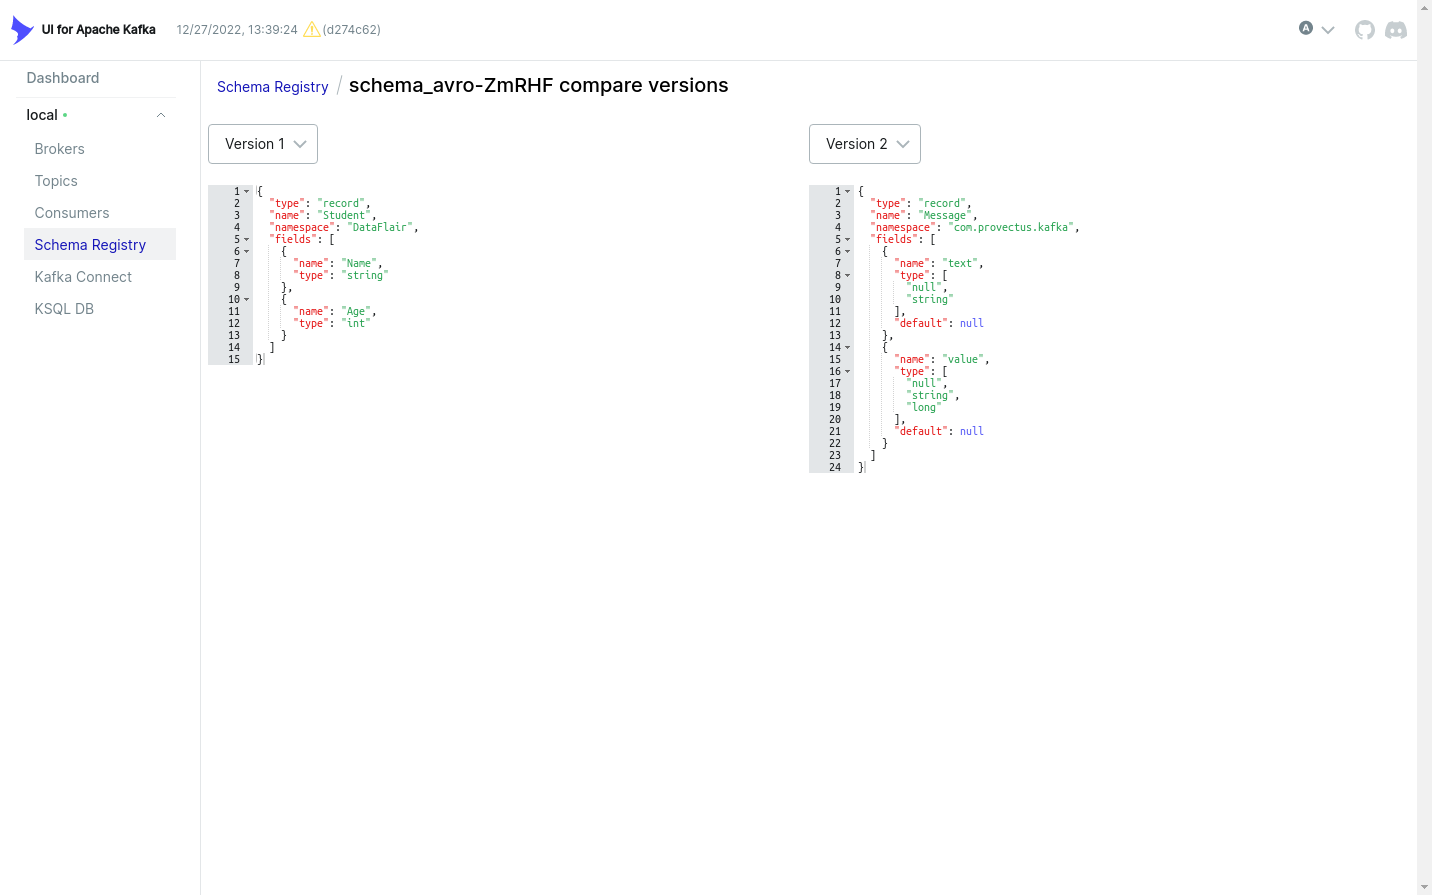 UI for Apache Kafka 12/27/2022, 13:39:24 (d274c62) A
Dashboard
local
Brokers
Topics
Consumers
Schema Registry
Kafka Connect
KSQL DB
Schema Registry / schema_avro-ZmRHF compare versions
Version 1
1 {
2 "type": "record",
3 "name": "Student",
4 "namespace": "DataFlair",
5 "fields": [
6 {
7 "name": "Name",
8 "type": "string"
9 },
10 {
11 "name": "Age",
12 "type": "int"
13 }
14 ]
15 }
Version 2
1 {
2 "type": "record",
3 "name": "Message",
4 "namespace": "com.provectus.kafka",
5 "fields": [
6 {
7 "name": "text",
8 "type": [
9 "null",
10 "string"
11 ],
12 "default": null
13 },
14 {
15 "name": "value",
16 "type": [
17 "null",
18 "string",
19 "long"
20 ],
21 "default": null
22 }
23 ]
24 }